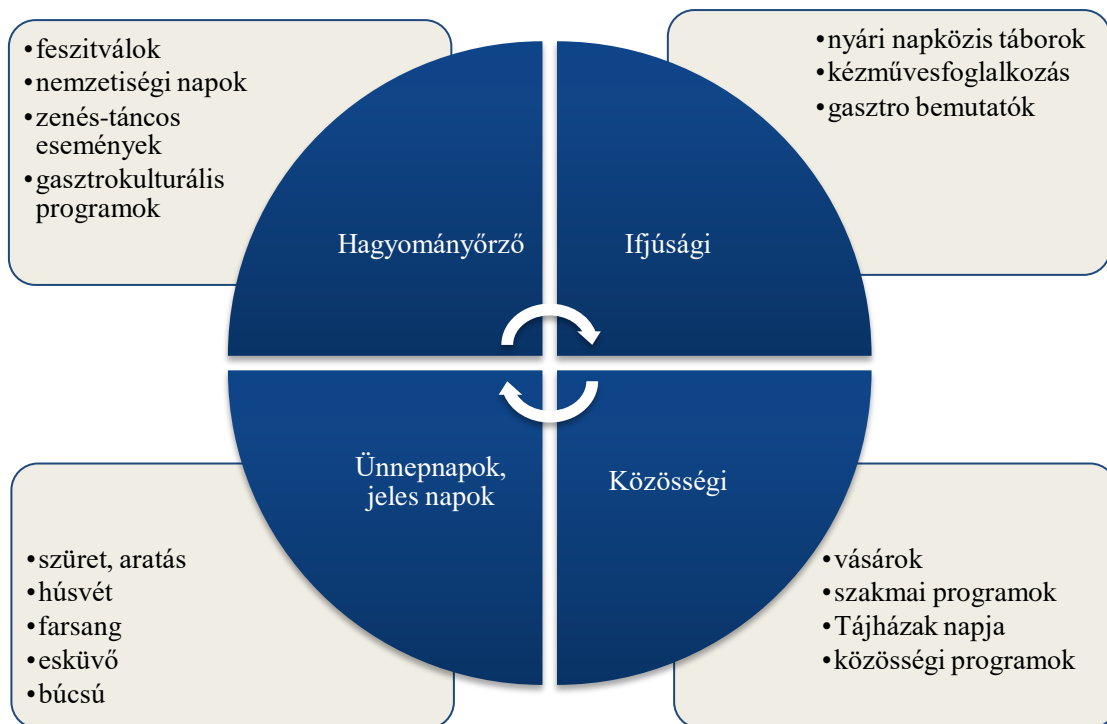 •feszitválok
•nemzetiségi napok
•zenés-táncos
események
•gasztrokulturális
programok
•nyári napközis táborok
•kézművesfoglalkozás
•gasztro bemutatók
Hagyományőrző
Ifjúsági
Ünnepnapok,
jeles napok
Közösségi
•szüret, aratás
•húsvét
•farsang
•esküvő
•búcsú
•vásárok
•szakmai programok
•Tájházak napja
•közösségi programok